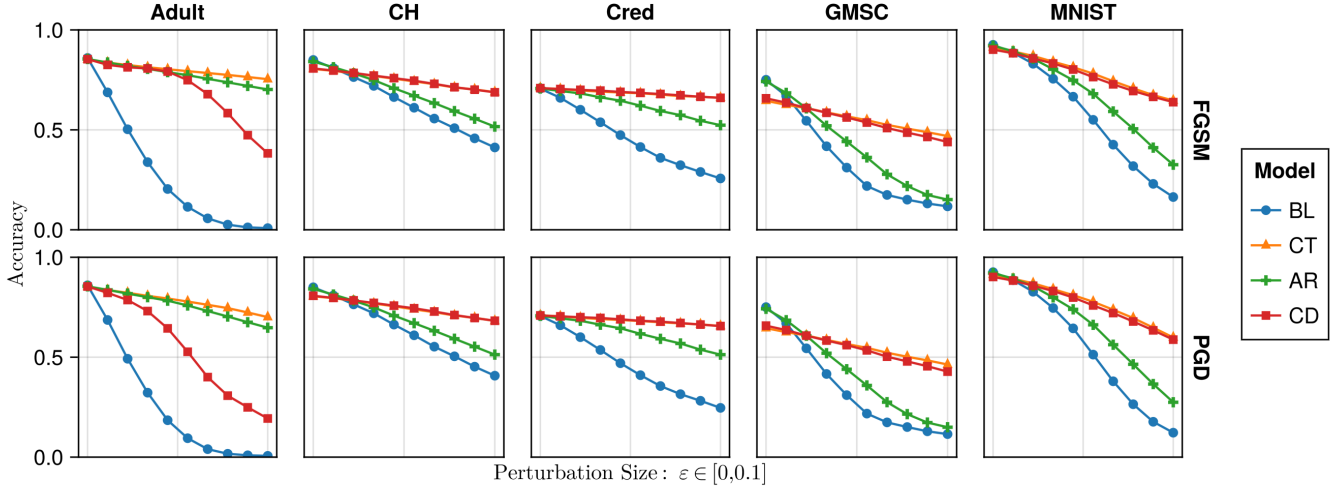 Adult CH Cred GMSC MNIST
1.0
0.5
0.0
FGSM
1.0
0.5
0.0
PGD
Accuracy
Perturbation Size : ε ∈ [0,0.1]
Model
BL
CT
AR
CD